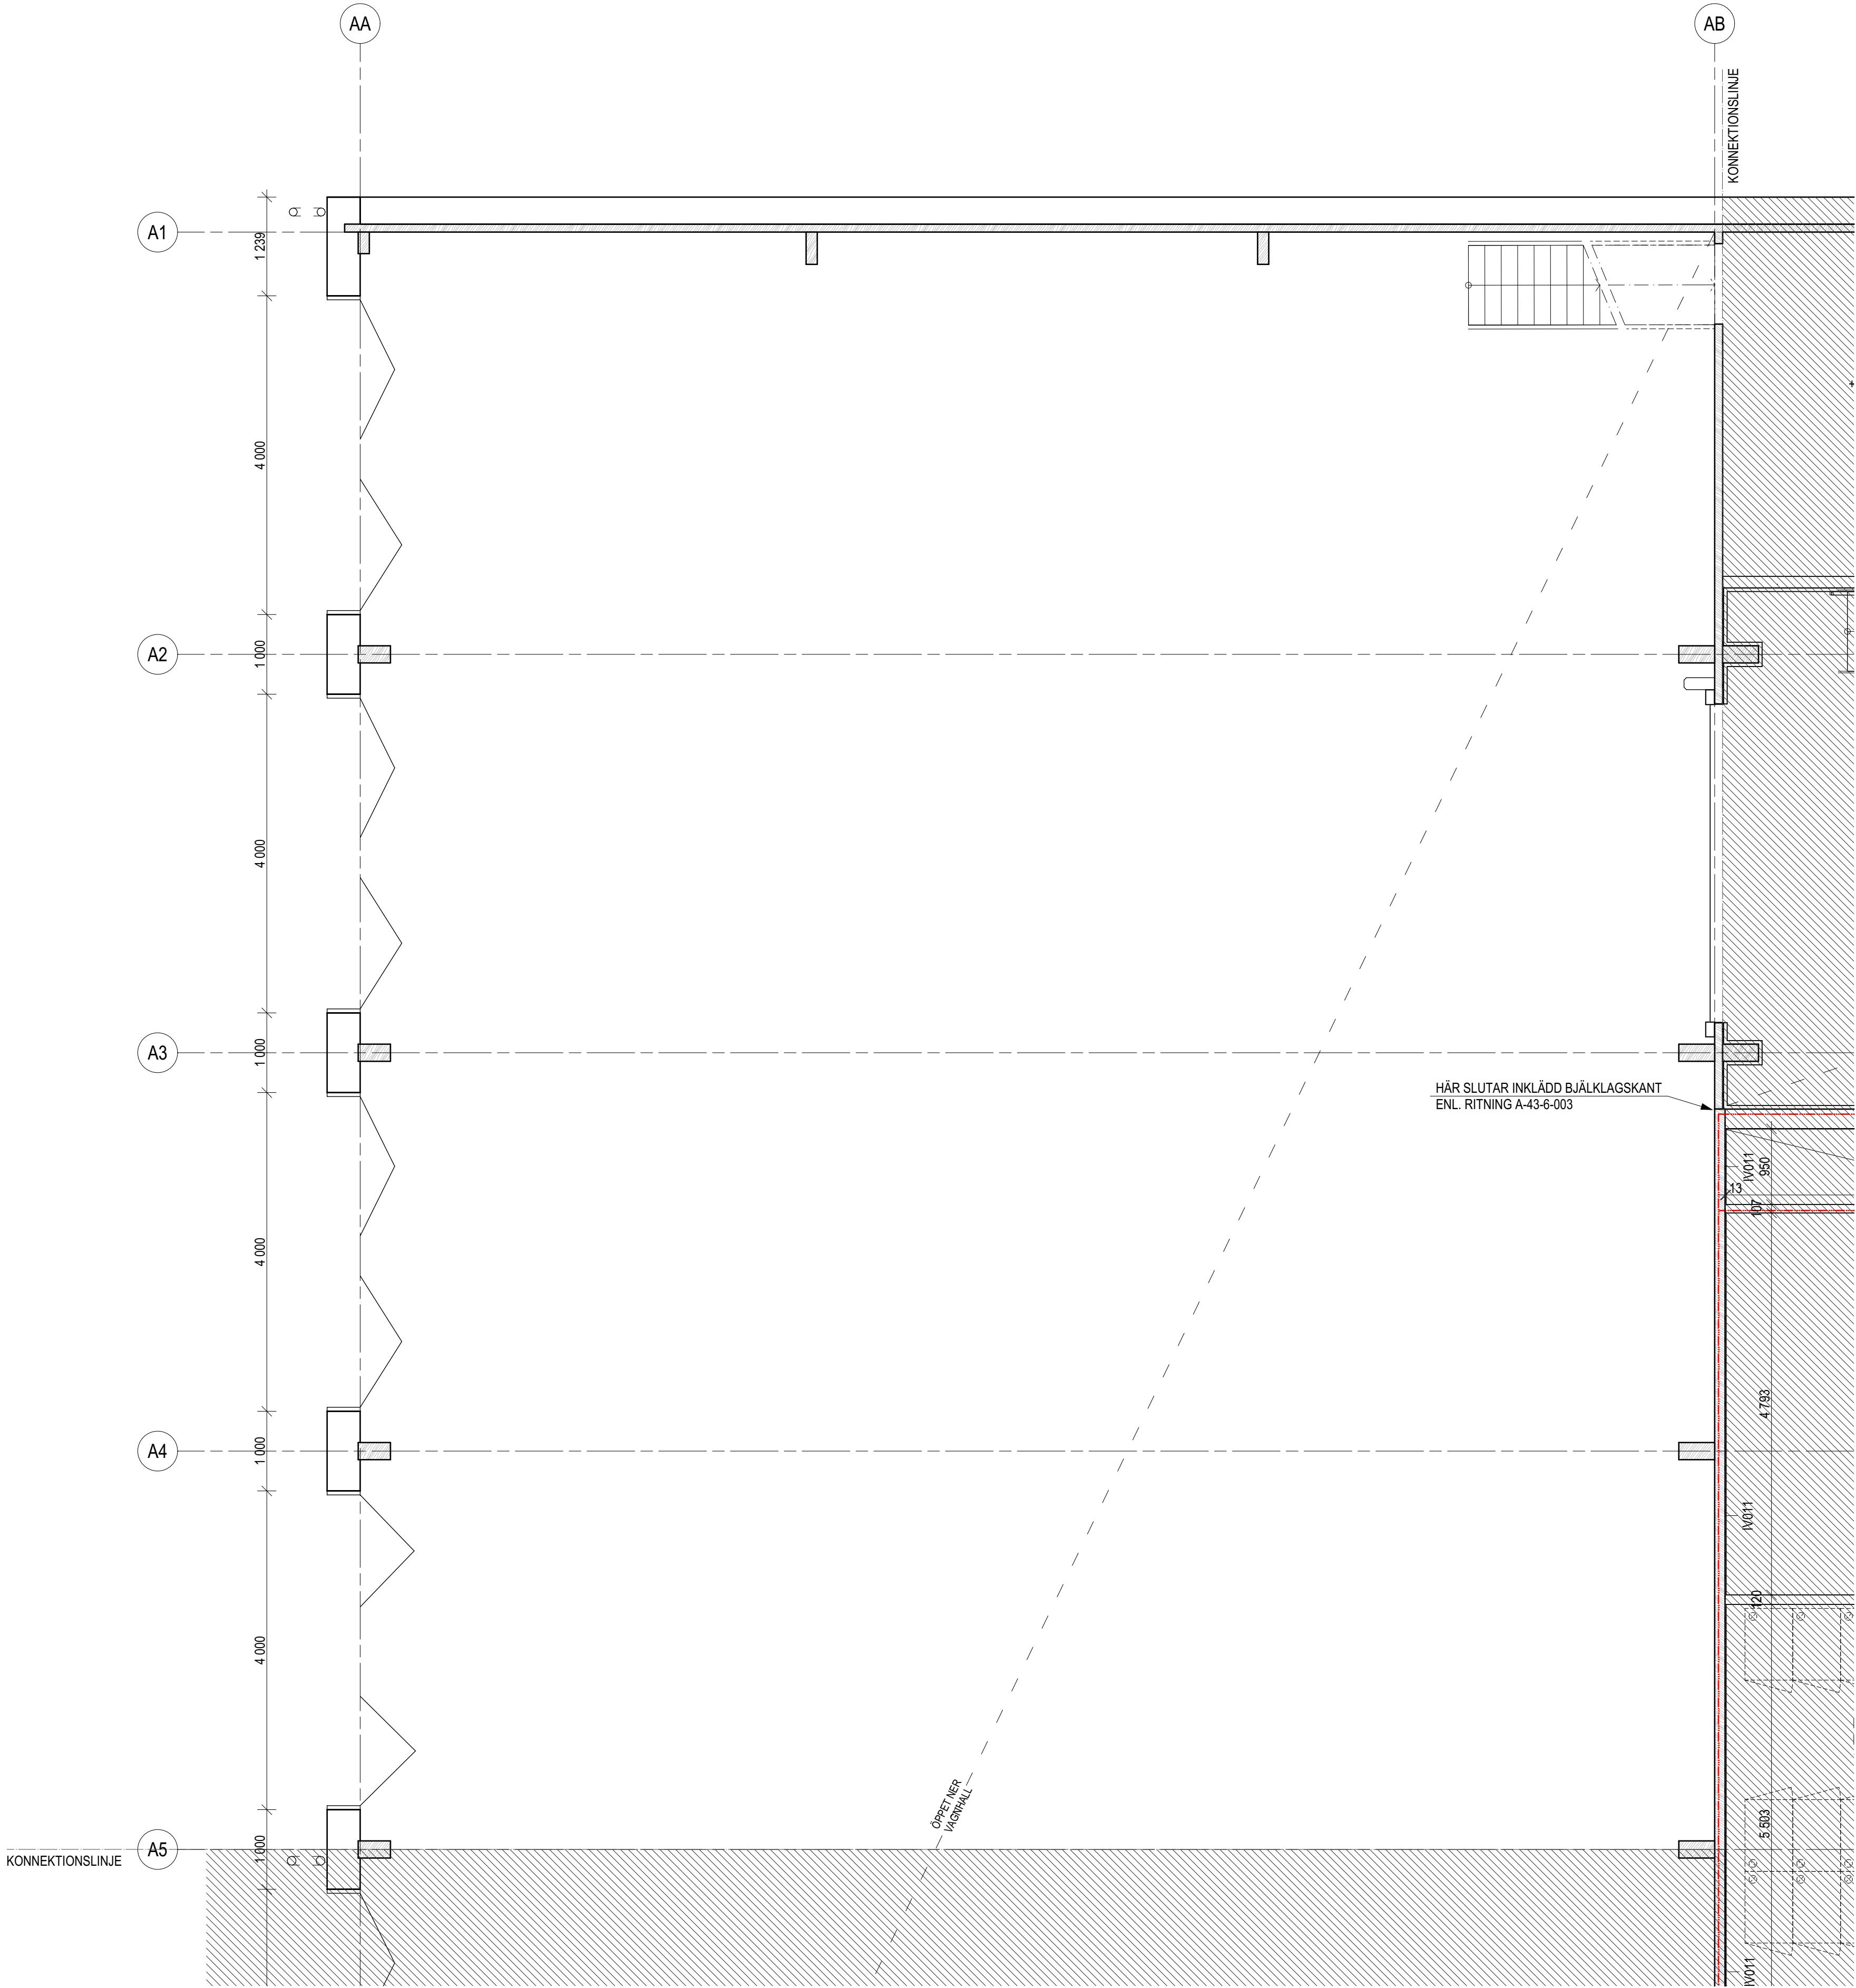 AA
AB
KONNEKTIONSLINJE
A1
1 239
4 000
A2
1 000
4 000
A3
1 000
HÄR SLUTAR INKLÄDD BJÄLKLAGSKANT
ENL. RITNING A-43-6-003
IV011
950
13
107
4 000
4 793
A4
1 000
IV011
120
4 000
ÖPPET NER
VAGNHALL
5 503
A5
1 000
KONNEKTIONSLINJE
IV011